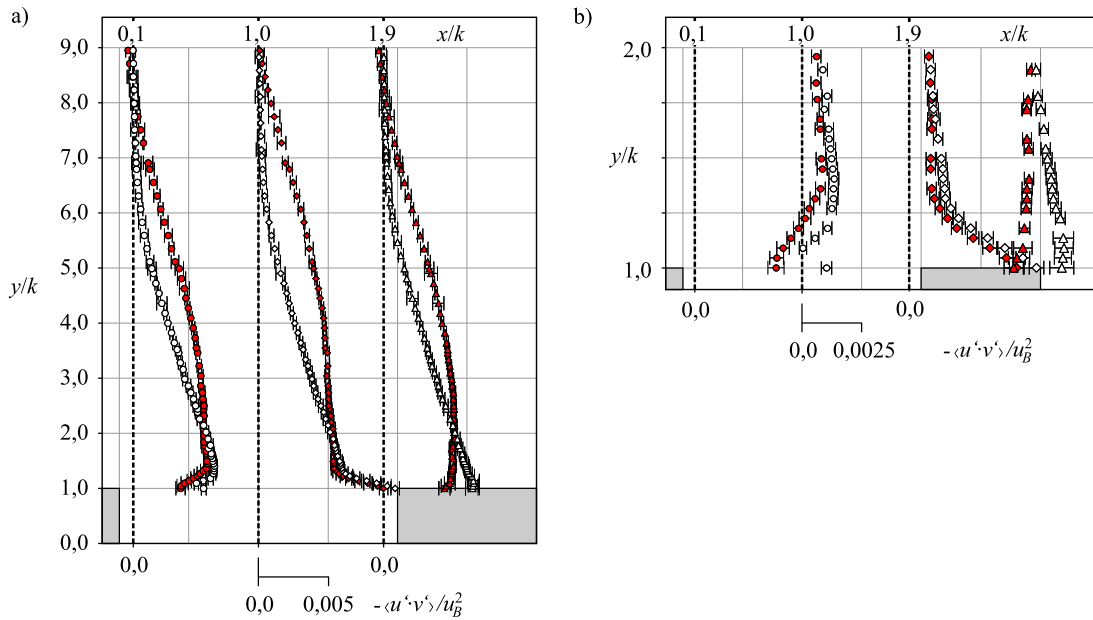 a)
0,1 1,0 1,9 x/k
9,0
8,0
7,0
6,0
y/k
5,0
4,0
3,0
2,0
1,0
0,0
0,0 0,0
0,0 0,005 -‹u‘·v‘›/u_B^2
b)
0,1 1,0 1,9 x/k
2,0
y/k
1,0
0,0 0,0
0,0 0,0025 -‹u‘·v‘›/u_B^2